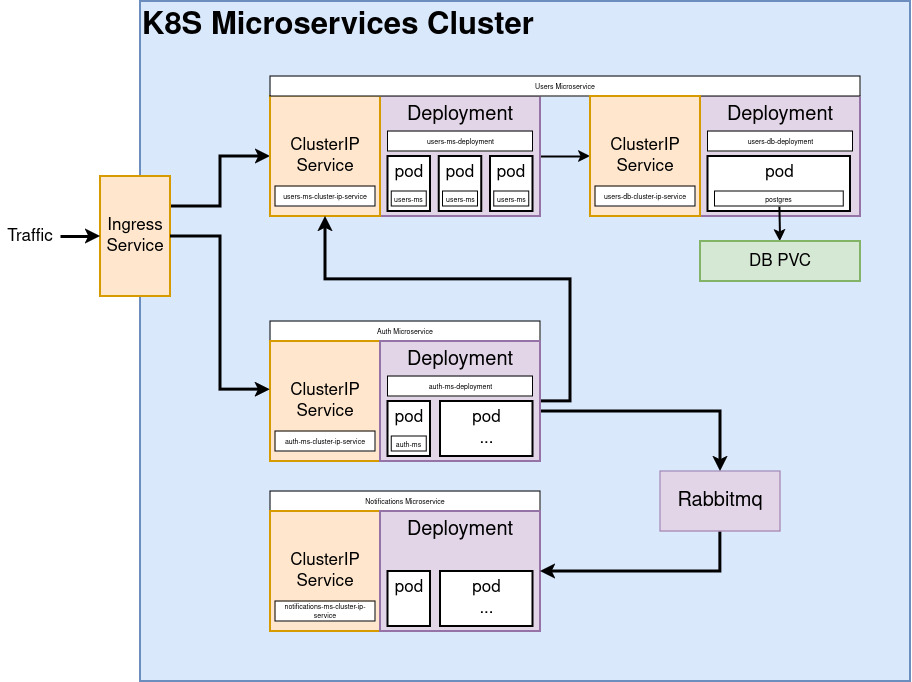 K8S Microservices Cluster
Users Microservice
ClusterIP
Service
users-ms-cluster-ip-service
Deployment
users-ms-deployment
pod
users-ms
pod
users-ms
pod
users-ms
ClusterIP
Service
users-db-cluster-ip-service
Deployment
users-db-deployment
pod
postgres
DB PVC
Traffic
Ingress
Service
Auth Microservice
ClusterIP
Service
auth-ms-cluster-ip-service
Deployment
auth-ms-deployment
pod
auth-ms
pod
...
Rabbitmq
Notifications Microservice
ClusterIP
Service
notifications-ms-cluster-ip-
service
Deployment
pod
pod
...